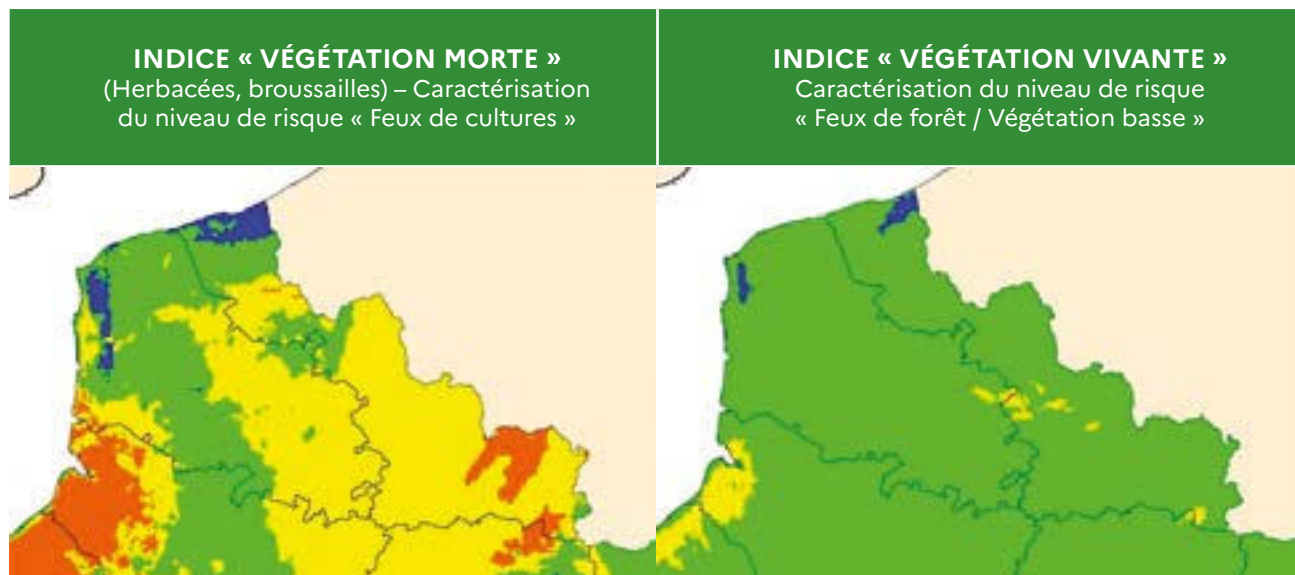 INDICE « VÉGÉTATION MORTE »
(Herbacées, broussailles) – Caractérisation
du niveau de risque « Feux de cultures »
INDICE « VÉGÉTATION VIVANTE »
Caractérisation du niveau de risque
« Feux de forêt / Végétation basse »